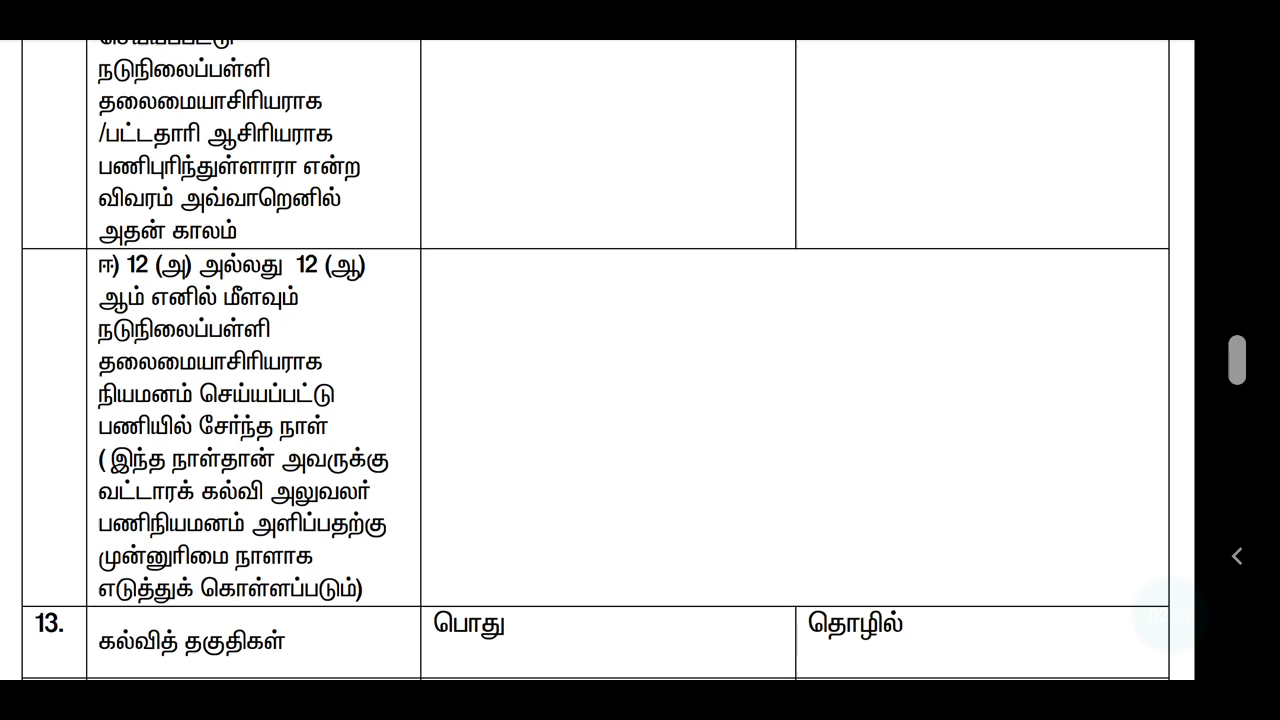 செய்யப்பட்டு
நடுநிலைப்பள்ளி
தலைமையாசிரியராக
/பட்டதாரி ஆசிரியராக
பணிபுரிந்துள்ளாரா என்ற
விவரம் அவ்வாறெனில்
அதன் காலம்
ஈ) 12 (அ) அல்லது 12 (ஆ)
ஆம் எனில் மீளவும்
நடுநிலைப்பள்ளி
தலைமையாசிரியராக
நியமனம் செய்யப்பட்டு
பணியில் சேர்ந்த நாள்
( இந்த நாள்தான் அவருக்கு
வட்டாரக் கல்வி அலுவலர்
பணிநியமனம் அளிப்பதற்கு
முன்னுரிமை நாளாக
எடுத்துக் கொள்ளப்படும்)
13. கல்வித் தகுதிகள் பொது தொழில்